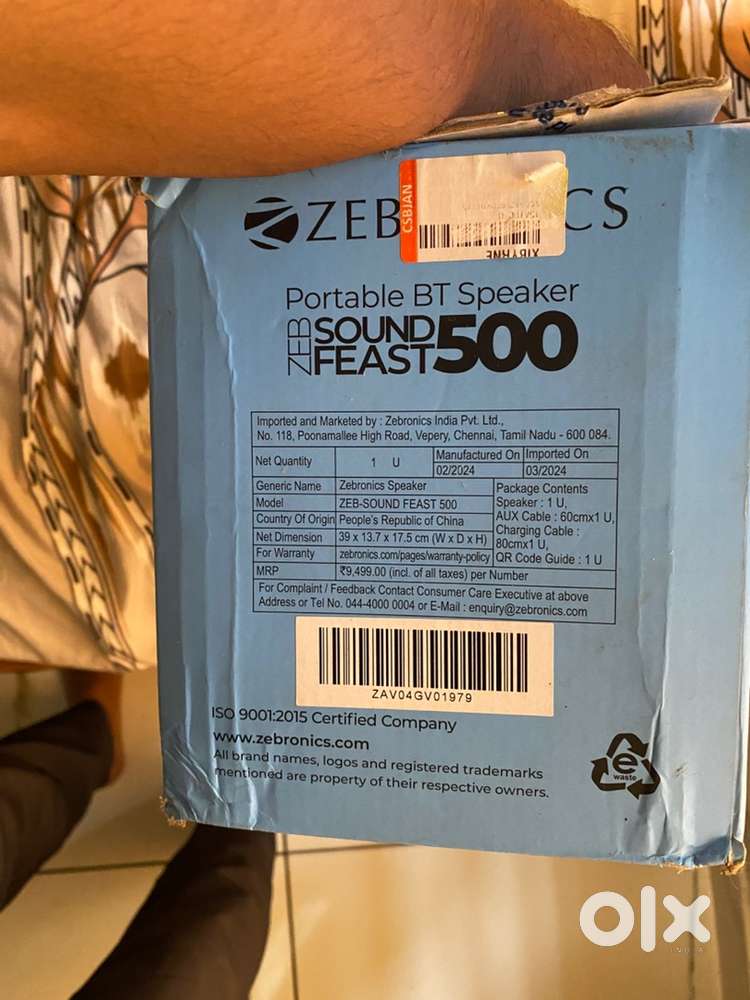 CSBJAN
XIBYRNE
ZEB CS
Portable BT Speaker
ZEB SOUND FEAST 500
Imported and Marketed by : Zebronics India Pvt. Ltd.,
No. 118, Poonamallee High Road, Vepery, Chennai, Tamil Nadu - 600 084.
Net Quantity 1 U Manufactured On 02/2024 Imported On 03/2024
Generic Name Zebronics Speaker
Model ZEB-SOUND FEAST 500
Country Of Origin People's Republic of China
Net Dimension 39 x 13.7 x 17.5 cm (W x D x H)
For Warranty zebronics.com/pages/warranty-policy
Package Contents
Speaker : 1 U,
AUX Cable : 60cmx1 U,
Charging Cable :
80cmx1 U,
QR Code Guide : 1 U
MRP ₹9,499.00 (incl. of all taxes) per Number
For Complaint / Feedback Contact Consumer Care Executive at above
Address or Tel No. 044-4000 0004 or E-Mail : enquiry@zebronics.com
ZAV04GV01979
ISO 9001:2015 Certified Company
www.zebronics.com
All brand names, logos and registered trademarks
mentioned are property of their respective owners.
e
waste
olx
INDIA